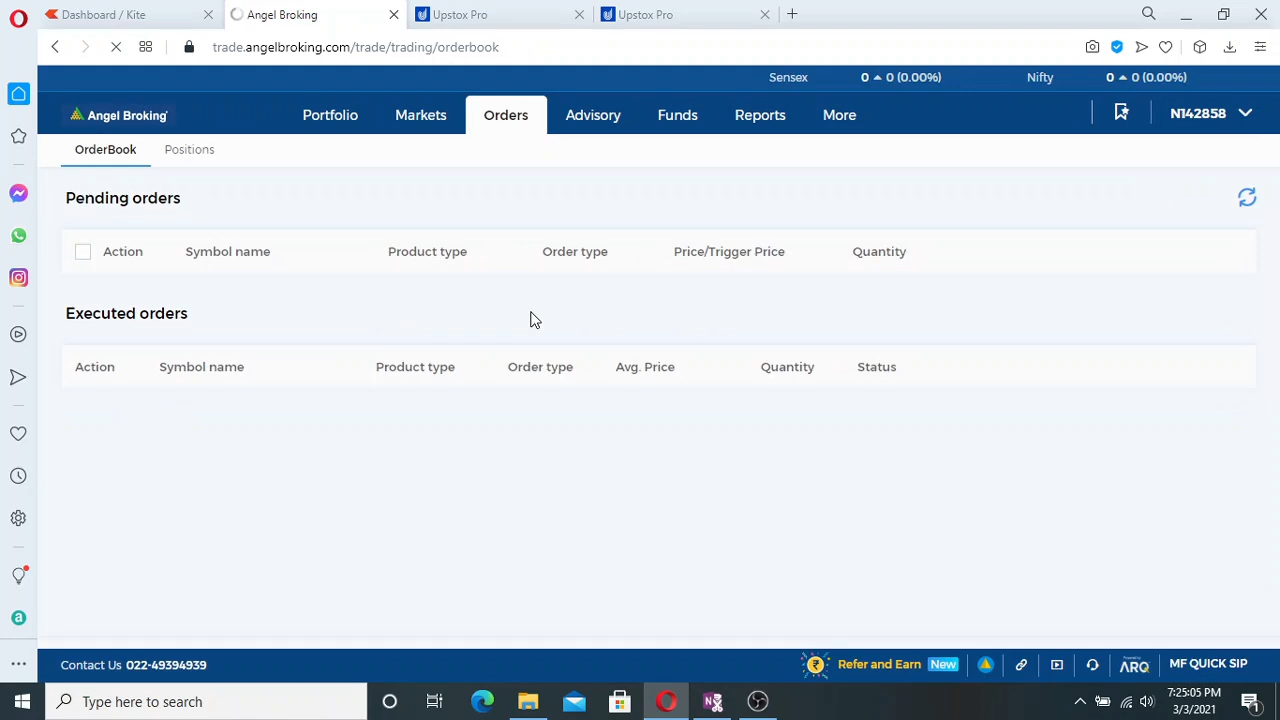 Dashboard / Kite
Angel Broking
Upstox Pro
Upstox Pro
trade.angelbroking.com/trade/trading/orderbook
Sensex 0 0 (0.00%) Nifty 0 0 (0.00%)
Angel Broking Portfolio Markets Orders Advisory Funds Reports More N142858
OrderBook Positions
Pending orders
Action Symbol name Product type Order type Price/Trigger Price Quantity
Executed orders
Action Symbol name Product type Order type Avg. Price Quantity Status
Contact Us 022-49394939 Refer and Earn New Powered by ARQ MF QUICK SIP
Type here to search
7:25:05 PM
3/3/2021
1